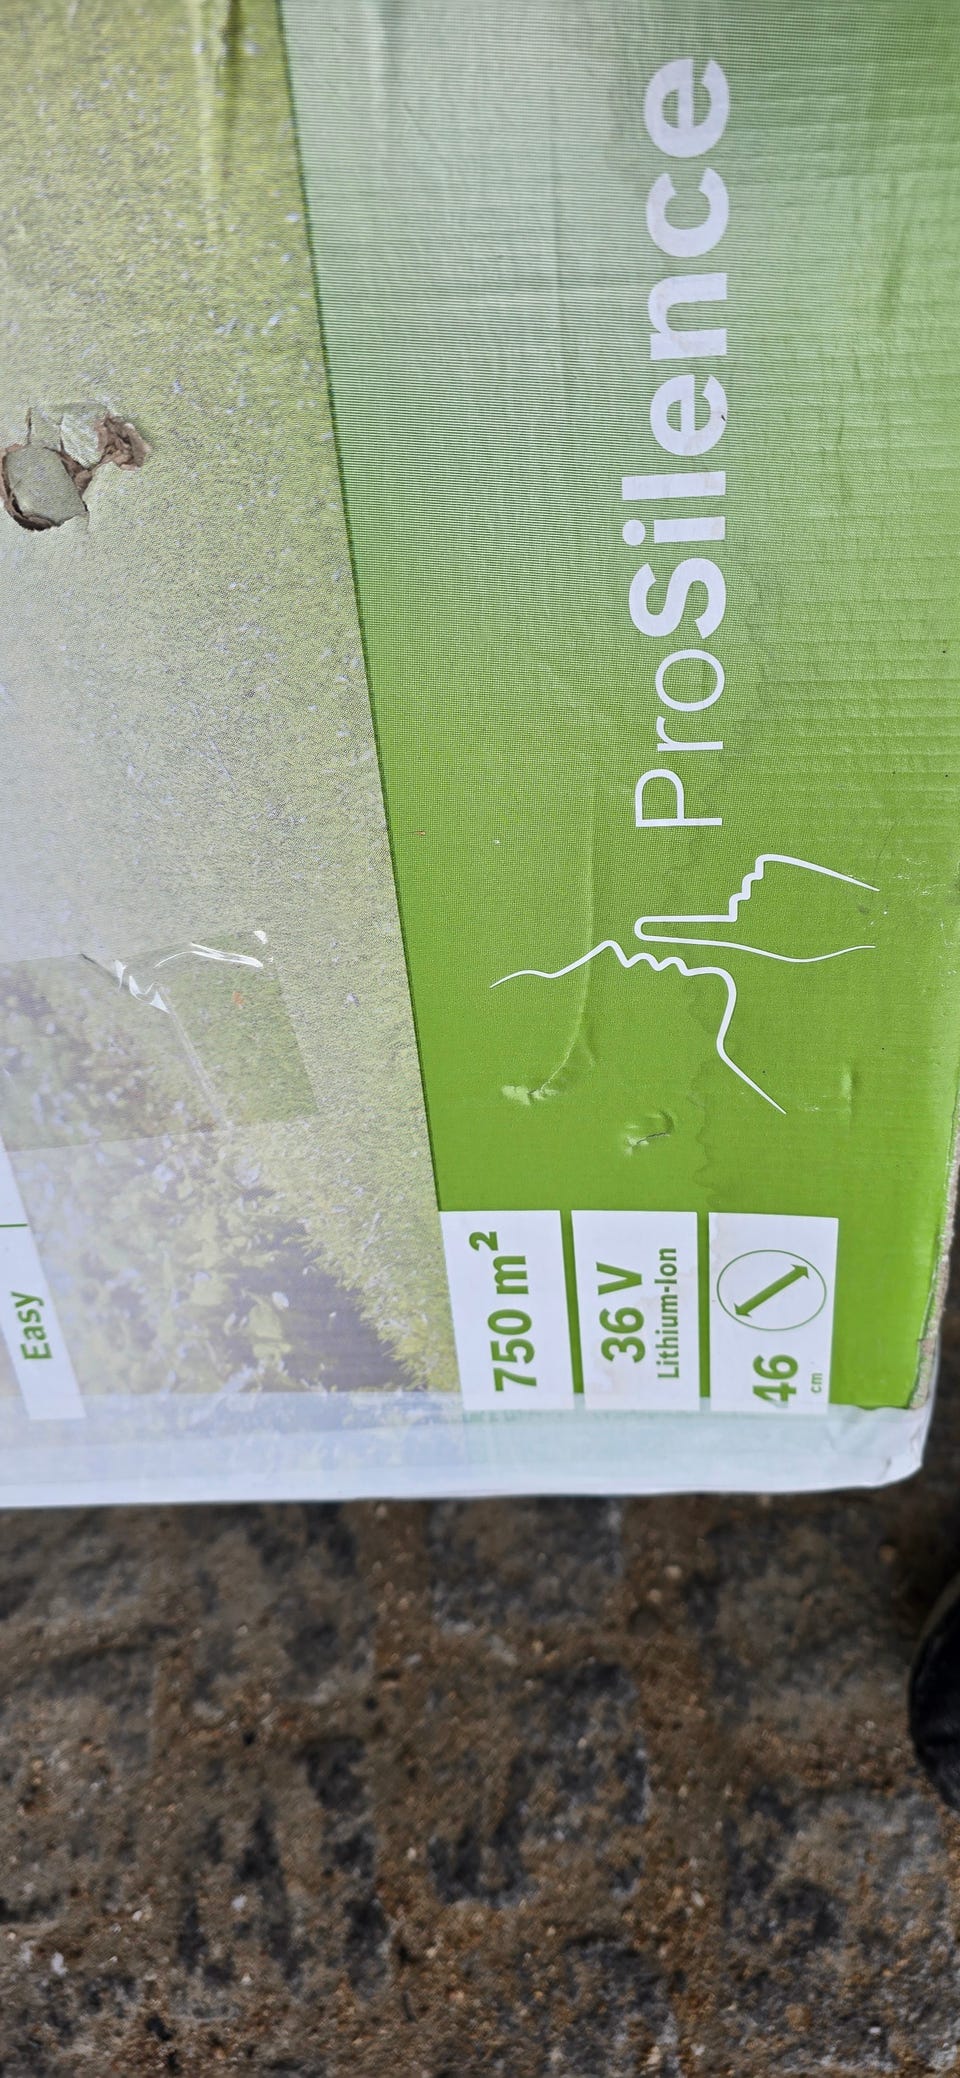 ProSilence
Easy
750 m²
36 V
Lithium-Ion
46
cm